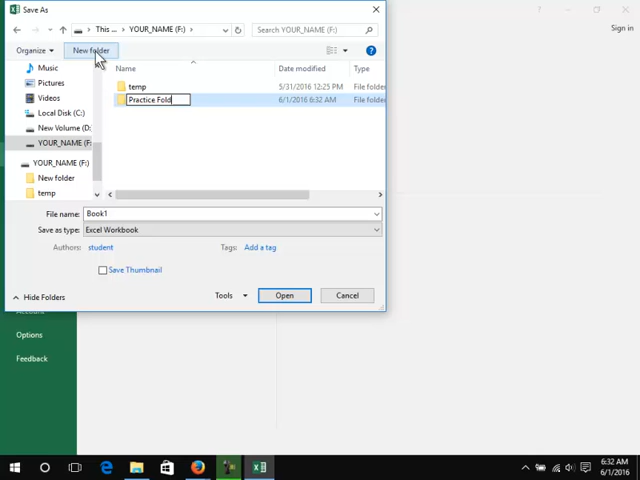 Save As
Sign in
This ... > YOUR_NAME (F:) >
Search YOUR_NAME (F:)
Organize
New folder
Name
Date modified
Type
Music
Pictures
Videos
Local Disk (C:)
New Volume (D:
YOUR_NAME (F:
YOUR_NAME (F:)
New folder
temp
temp 5/31/2016 12:25 PM File folder
Practice Fold 6/1/2016 6:32 AM File folder
File name: Book1
Save as type: Excel Workbook
Authors: student
Tags: Add a tag
Save Thumbnail
Hide Folders
Tools
Open
Cancel
Options
Feedback
6:32 AM
6/1/2016